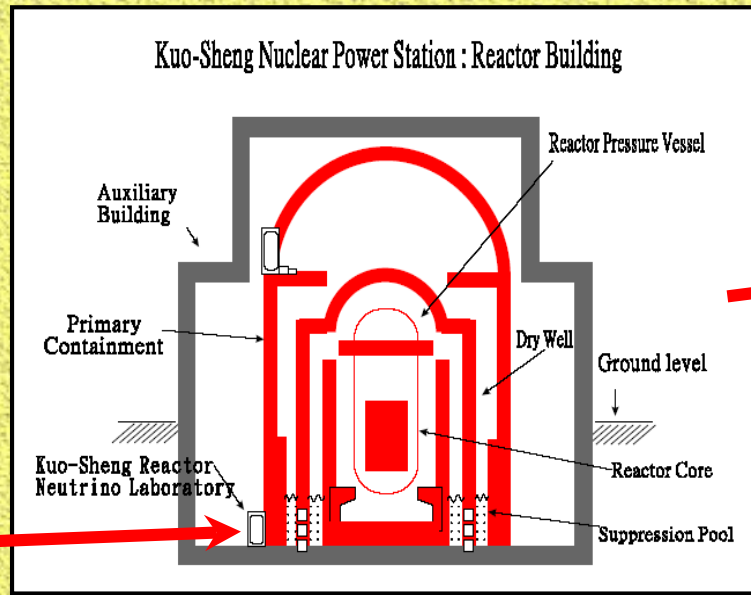 Kuo-Sheng Nuclear Power Station : Reactor Building
Reactor Pressure Vessel
Auxiliary
Building
Primary
Containment
Dry Well
Ground level
Kuo-Sheng Reactor
Neutrino Laboratory
Reactor Core
Suppression Pool